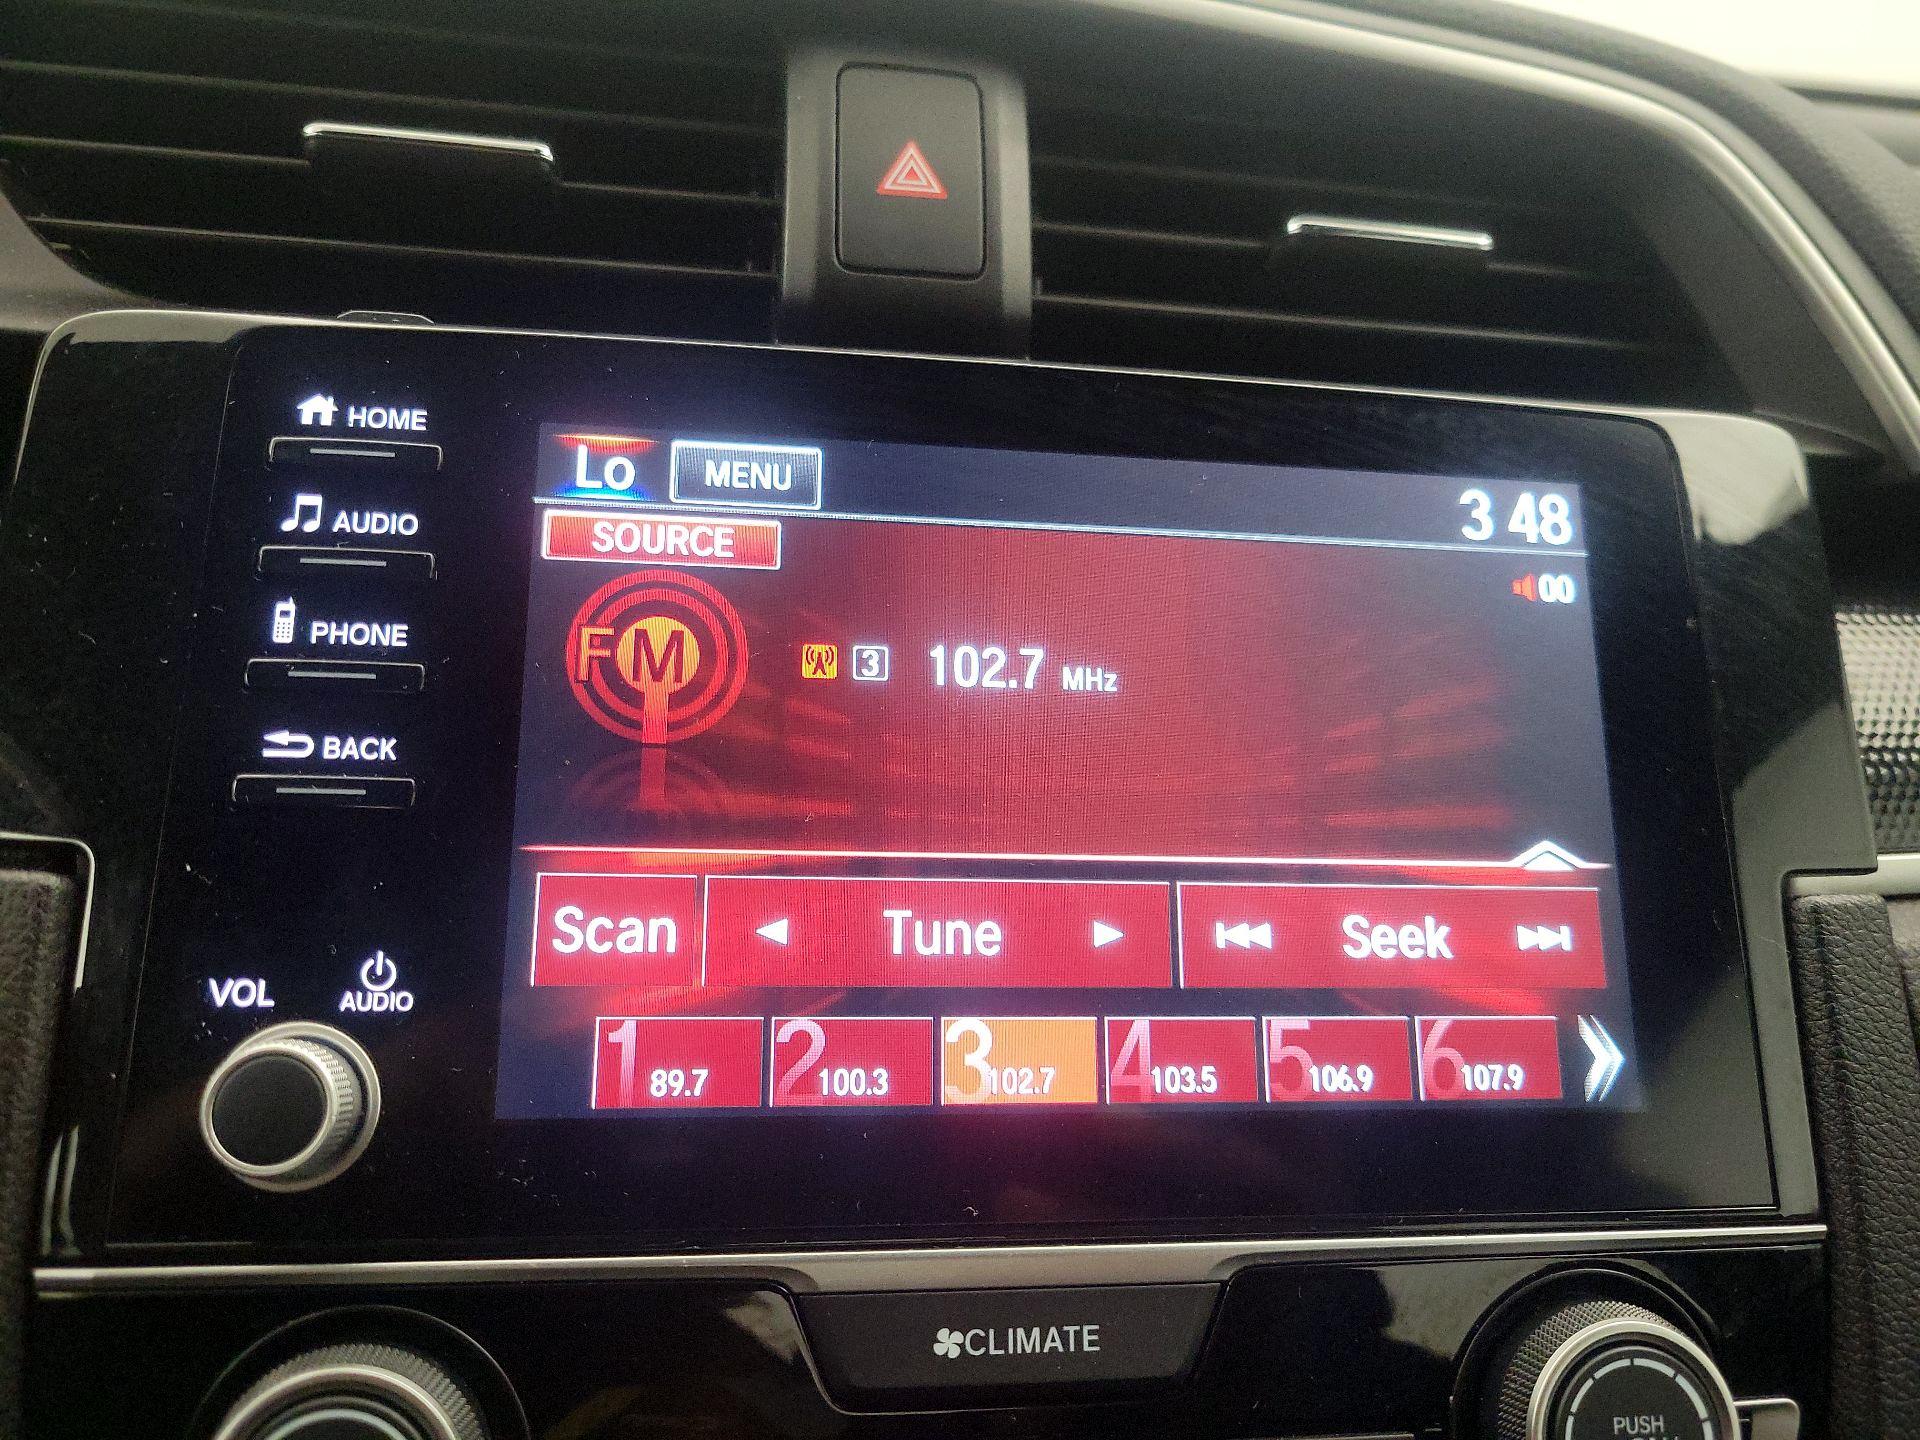 HOME
AUDIO
PHONE
BACK
VOL
AUDIO
Lo MENU 3 48
SOURCE
00
FM 3 102.7 MHz
Scan Tune Seek
1 89.7 2 100.3 3 102.7 4 103.5 5 106.9 6 107.9
CLIMATE
PUSH